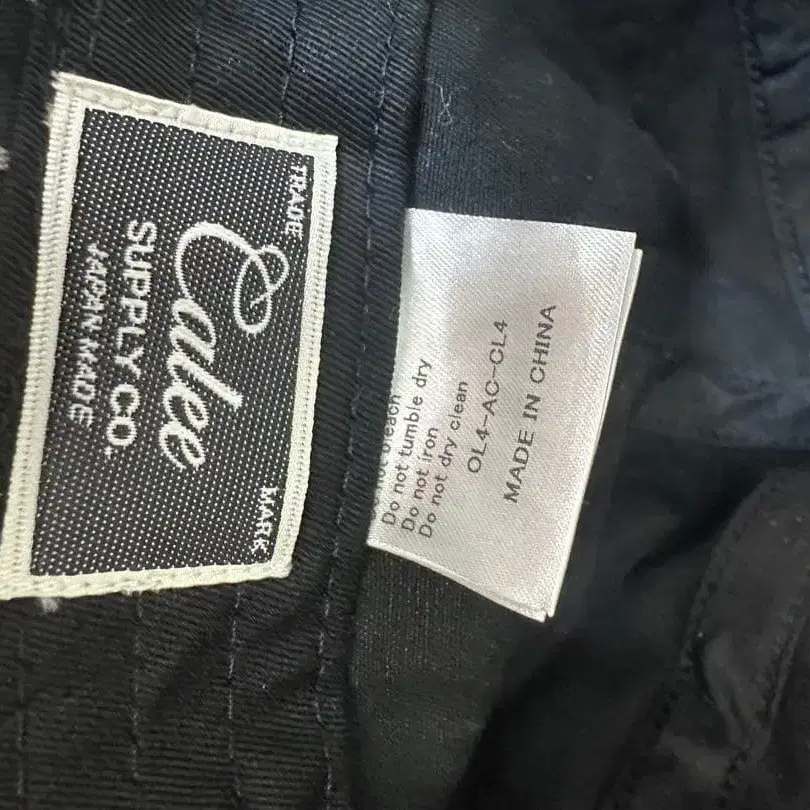 TRADE MARK
Calee
SUPPLY CO.
JAPAN MADE
Do not tumble dry
Do not iron
Do not dry clean
OL4-AC-CL4
MADE IN CHINA